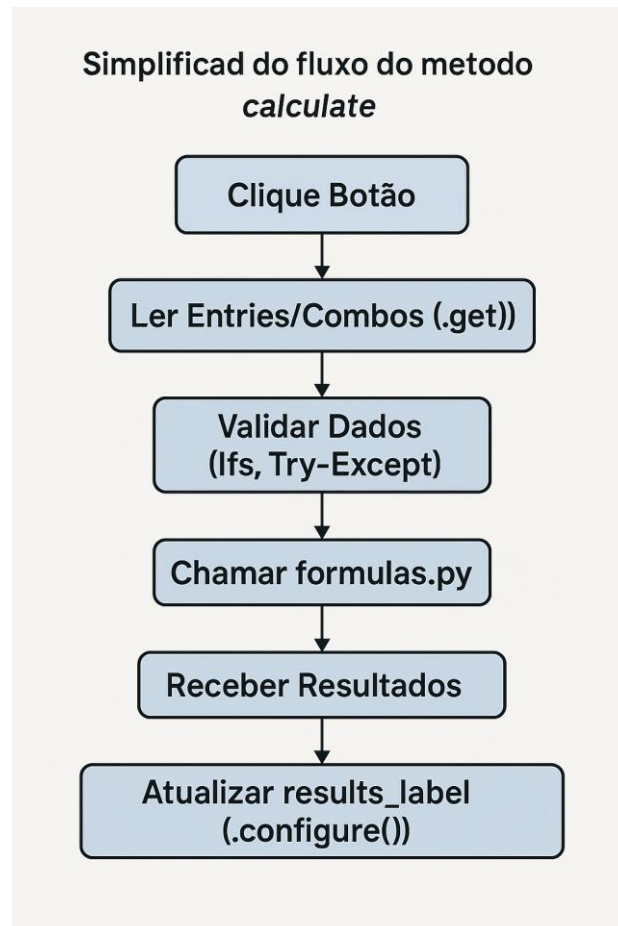 Simplificad do fluxo do metodo
calculate
Clique Botão
Ler Entries/Combos (.get))
Validar Dados
(Ifs, Try-Except)
Chamar formulas.py
Receber Resultados
Atualizar results_label
(.configure())